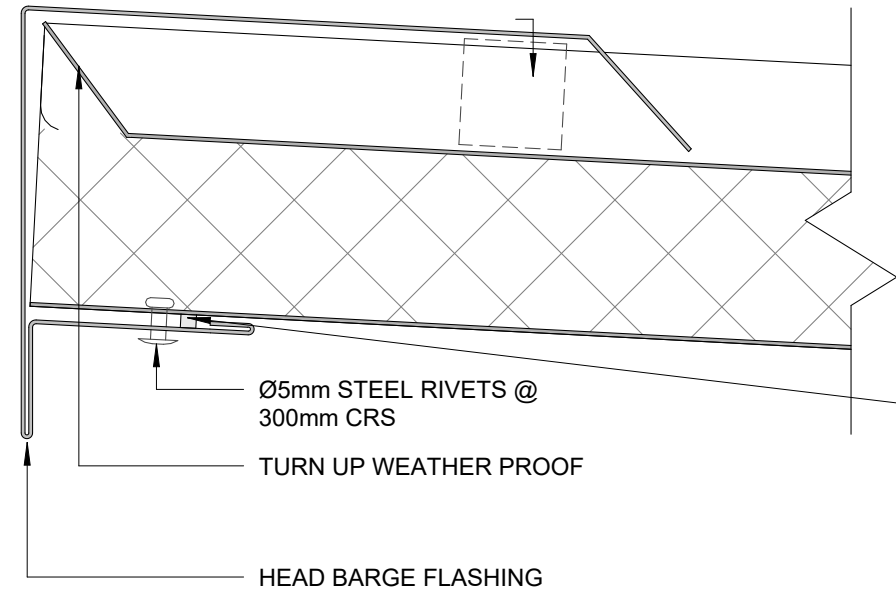 Ø5mm STEEL RIVETS @
300mm CRS
TURN UP WEATHER PROOF
HEAD BARGE FLASHING